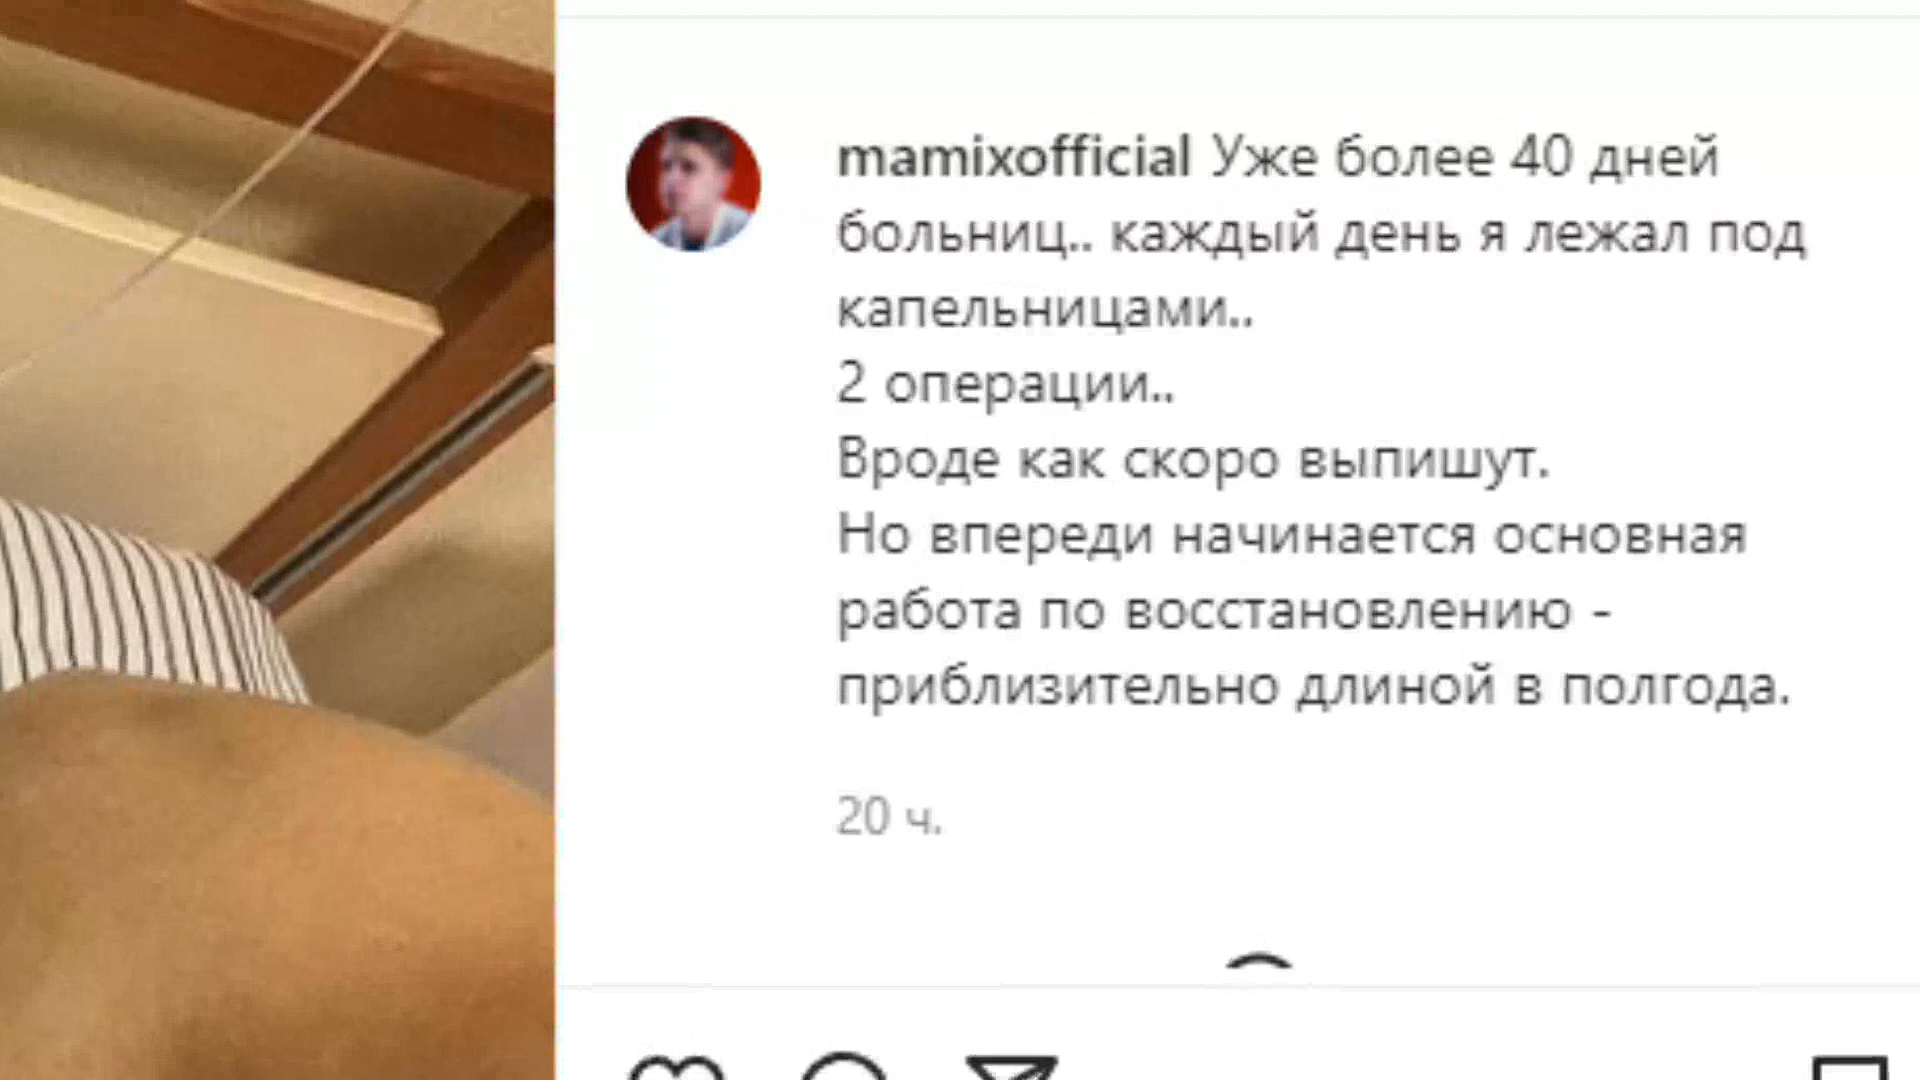 mamixofficial Уже более 40 дней
больниц.. каждый день я лежал под
капельницами..
2 операции..
Вроде как скоро выпишут.
Но впереди начинается основная
работа по восстановлению -
приблизительно длиной в полгода.
20 ч.